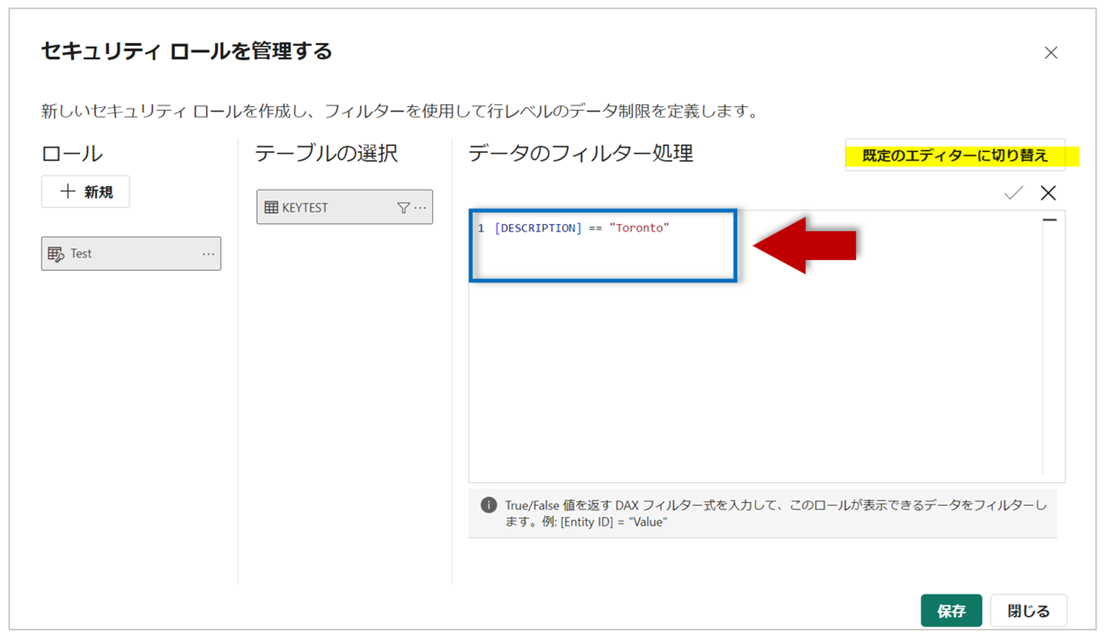 セキュリティ ロールを管理する
新しいセキュリティ ロールを作成し、フィルターを使用して行レベルのデータ制限を定義します。
ロール
新規
Test
テーブルの選択
KEYTEST
データのフィルター処理
既定のエディターに切り替え
1 [DESCRIPTION] == "Toronto"
True/False 値を返す DAX フィルター式を入力して、このロールが表示できるデータをフィルターし
ます。例: [Entity ID] = "Value"
保存
閉じる